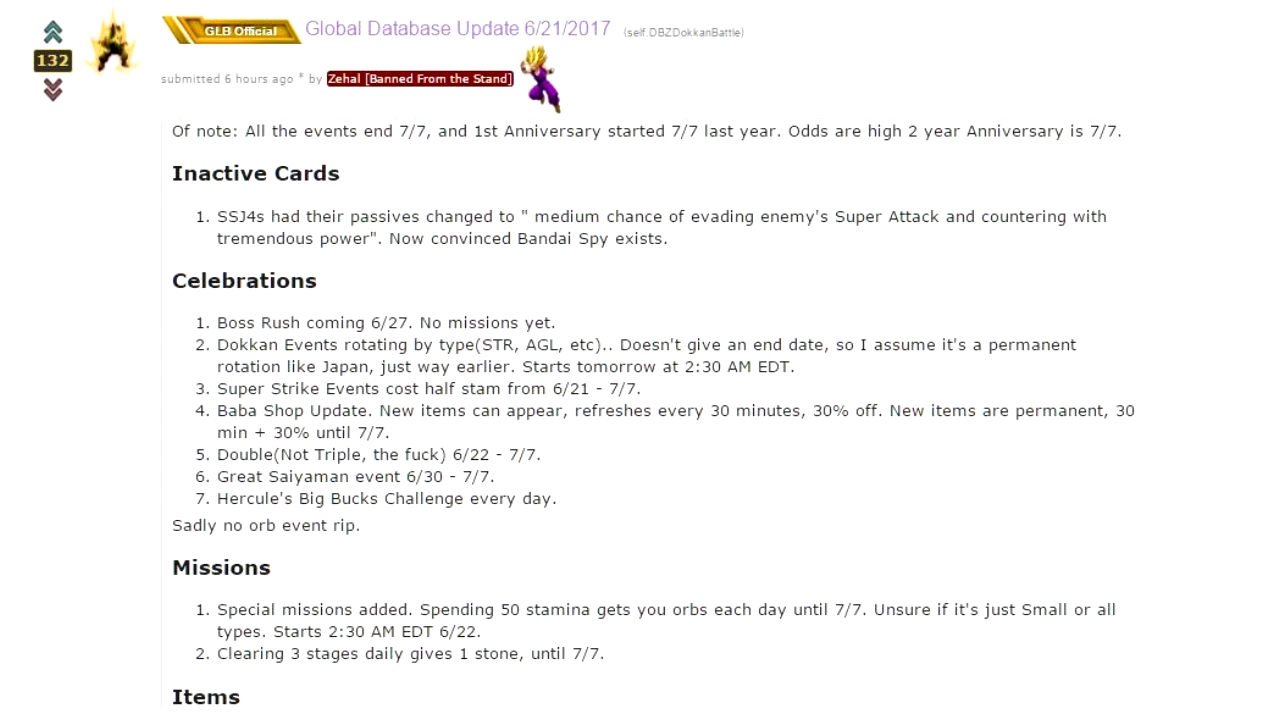 GLB Official Global Database Update 6/21/2017 (self.DBZDokkanBattle)
132
submitted 6 hours ago * by Zehal [Banned From the Stand]
Of note: All the events end 7/7, and 1st Anniversary started 7/7 last year. Odds are high 2 year Anniversary is 7/7.
Inactive Cards
1. SSJ4s had their passives changed to " medium chance of evading enemy's Super Attack and countering with
tremendous power". Now convinced Bandai Spy exists.
Celebrations
1. Boss Rush coming 6/27. No missions yet.
2. Dokkan Events rotating by type(STR, AGL, etc).. Doesn't give an end date, so I assume it's a permanent
rotation like Japan, just way earlier. Starts tomorrow at 2:30 AM EDT.
3. Super Strike Events cost half stam from 6/21 - 7/7.
4. Baba Shop Update. New items can appear, refreshes every 30 minutes, 30% off. New items are permanent, 30
min + 30% until 7/7.
5. Double(Not Triple, the fuck) 6/22 - 7/7.
6. Great Saiyaman event 6/30 - 7/7.
7. Hercule's Big Bucks Challenge every day.
Sadly no orb event rip.
Missions
1. Special missions added. Spending 50 stamina gets you orbs each day until 7/7. Unsure if it's just Small or all
types. Starts 2:30 AM EDT 6/22.
2. Clearing 3 stages daily gives 1 stone, until 7/7.
Items